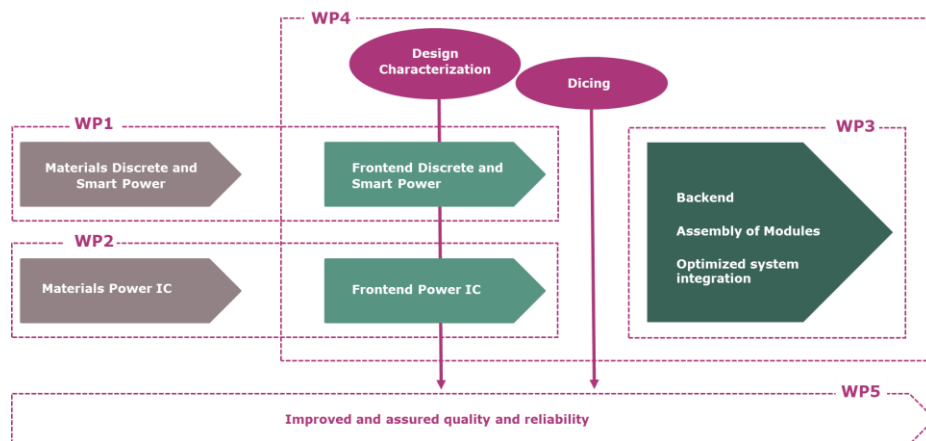 WP4
Design
Characterization
Dicing
WP1
WP3
Materials Discrete and
Smart Power
Frontend Discrete and
Smart Power
Backend
Assembly of Modules
Optimized system
integration
WP2
Materials Power IC
Frontend Power IC
WP5
Improved and assured quality and reliability